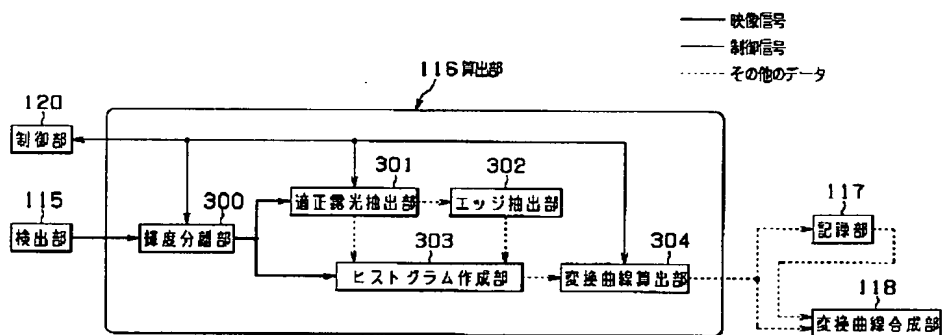 映像信号
制御信号
その他のデータ
116 算出部
120
制御部
301
302
適正露光抽出部
エッジ抽出部
115
300
117
検出部
輝度分離部
記録部
303
304
ヒストグラム作成部
変換曲線算出部
118
変換曲線合成部